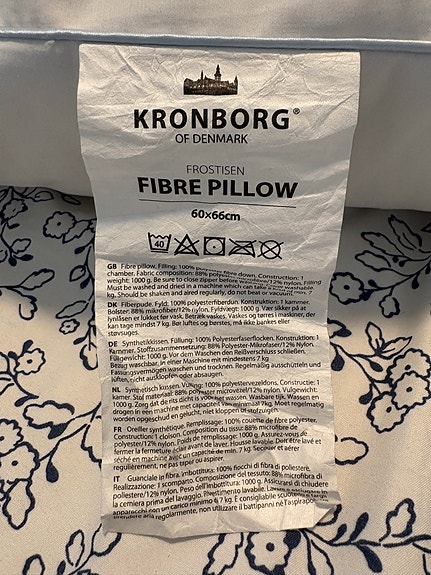 KRONBORG®
OF DENMARK
FROSTISEN
FIBRE PILLOW
60x66cm
40
GB Fibre pillow, Filling: 100% polyester fibre down. Construction: 1
chamber. Fabric composition: 88% polyester/12% nylon. Filling
weight: 1000 g. Be sure to close zipper before
Must be washed and dried in a machine which can take
kg. Should be shaken and aired regularly, do not beat or
DK Fiberpude. Fyld: 100% polyesterfiberdun. Konstruktion: 1 kammer.
Bolster: 88% mikrofiber/12% nylon. Fyldvægt: 1000 g. Vær sikker på at
lynlåsen er lukket før vask. Betræk vaskes. Vaskes og tørres i maskiner, der
kan tage mindst 7 kg. Bør luftes og børstes, må ikke bankes eller
støvsuges.
DE Synthetikkissen. Füllung: 100% Polyesterfaserflocken. Konstruktion: 1
Kammer. Stoffzusammensetzung: 88% Polyester-Mikrofaser/12% Nylon.
Füllgewicht: 1000 g. Vor dem Waschen den Reißverschluss schließen.
Bezug waschbar. In einer Maschine mit mindestens 7 kg
Fassungsvermögen waschen und trocknen. Regelmäßig ausschütteln und
lüften, nicht ausklopfen oder absaugen.
NL Synthetisch kussen. Vulling: 100% polyestervezeldons. Constructie: 1
kamer. Stof materiaal: 88% polyester microvezel/12% nylon. Vulgewicht:
1000 g. Zorg dat de rits dicht is voor het wassen. Wasbare tijk. Wassen en
drogen in een machine met capaciteit van minimaal 7kg. Moet regelmatig
worden opgeschud en gelucht, niet kloppen of stofzuigen.
FR Oreiller synthétique. Remplissage: 100% couette de fibre polyester.
Construction: 1 cloison. Composition du tissu: 88% microfibre de
polyester/12% nylon. Poids de remplissage: 1000 g. Assurez-vous de
fermer la fermeture éclair avant de laver. Housse lavable. Doit être lavé et
séché en machine avec un capacité de min. 7 kg. Secouer et aérer
régulièrement, ne pas taper ou aspirer.
IT Guanciale in fibra. Imbottitura: 100% fiocchi di fibra di poliestere.
Realizzazione: 1 scomparto. Composizione del tessuto: 88% microfibra di
poliestere/12% nylon. Peso dell'imbottitura: 1000 g. Assicurarsi di chiudere
la cerniera prima del lavaggio. Rivestimento lavabile.
apparecchi con un carico minimo di 7 kg. È consigliabile
regolarmente, non utilizzare il battipanni né l'aspirapol